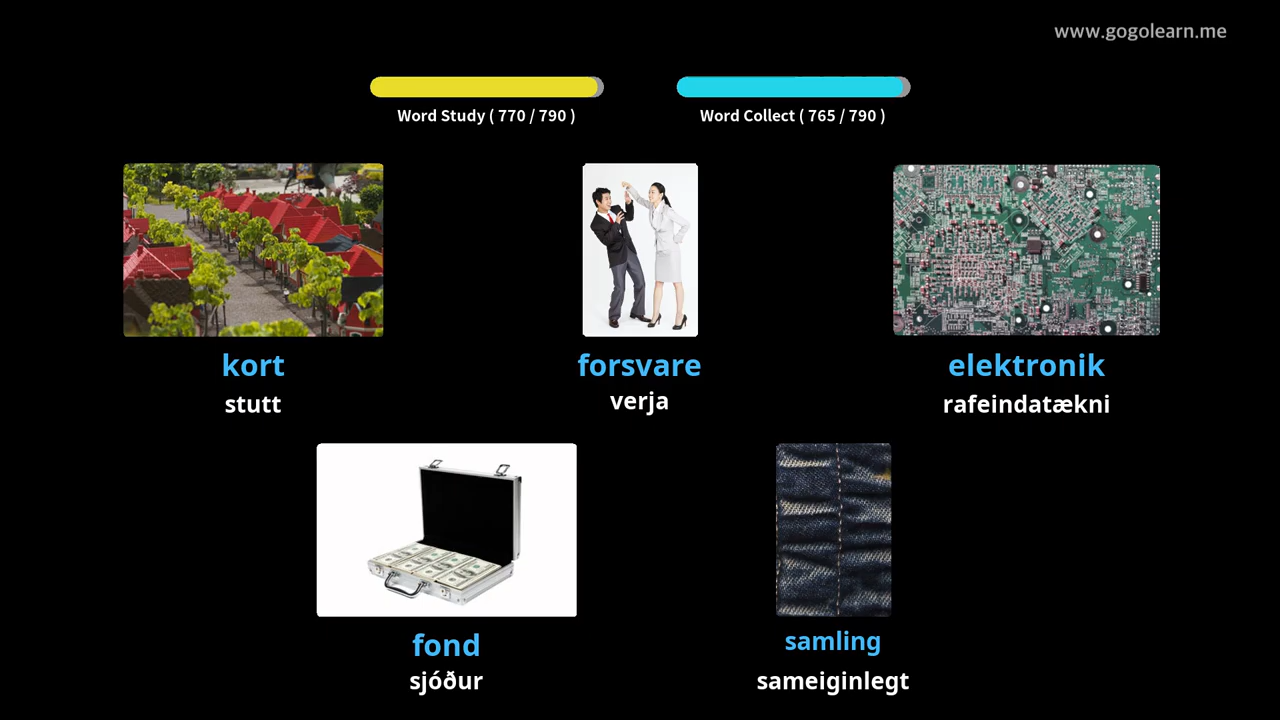 www.gogolearn.me
Word Study ( 770 / 790 )
Word Collect ( 765 / 790 )
kort
stutt
forsvare
verja
elektronik
rafeindatækni
fond
sjóður
samling
sameiginlegt